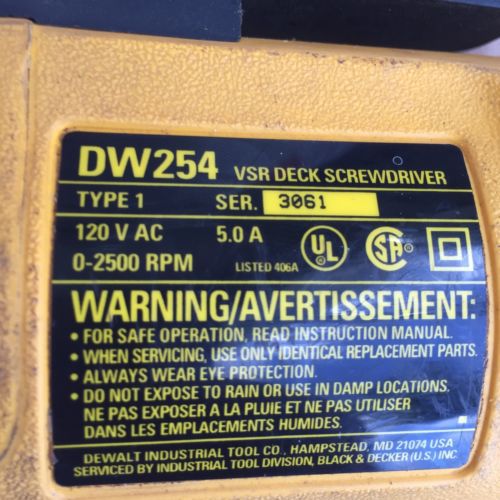 DW254 VSR DECK SCREWDRIVER
TYPE 1 SER. 3061
120 V AC 5.0 A
0-2500 RPM LISTED 406A
UL SA
WARNING/AVERTISSEMENT:
• FOR SAFE OPERATION, READ INSTRUCTION MANUAL.
• WHEN SERVICING, USE ONLY IDENTICAL REPLACEMENT PARTS.
• ALWAYS WEAR EYE PROTECTION.
• DO NOT EXPOSE TO RAIN OR USE IN DAMP LOCATIONS.
NE PAS EXPOSER A LA PLUIE ET NE PAS UTILISER
DANS LES EMPLACEMENTS HUMIDES.
DEWALT INDUSTRIAL TOOL CO., HAMPSTEAD, MD 21074 USA
SERVICED BY INDUSTRIAL TOOL DIVISION, BLACK & DECKER (U.S.) INC.